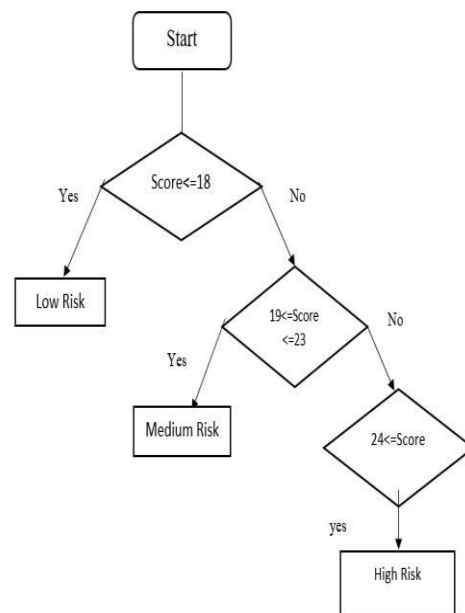 Start
Score<=18
Yes
No
Low Risk
19<=Score
<=23
No
Yes
Medium Risk
24<=Score
yes
High Risk